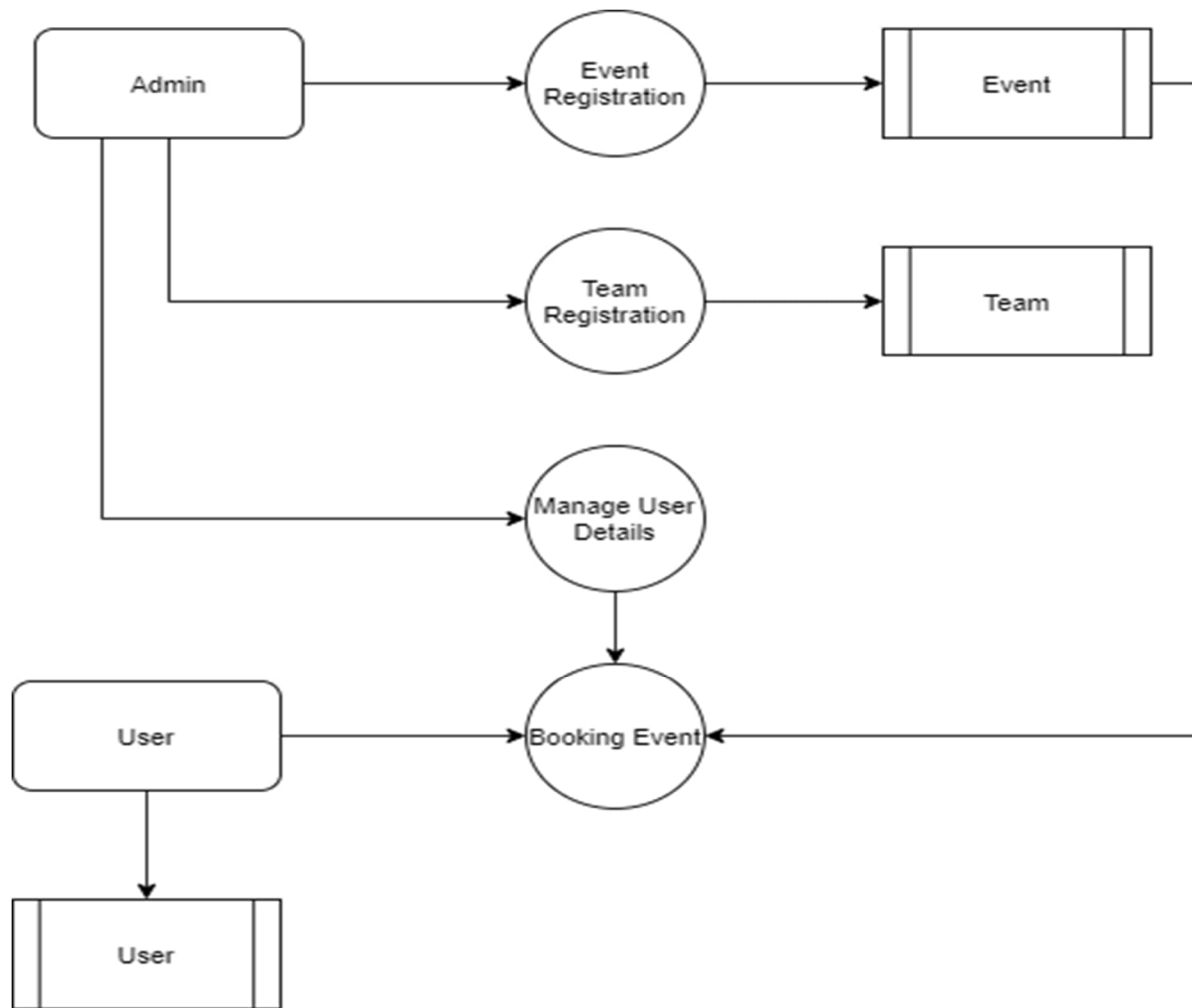 Admin
Event
Registration
Event
Team
Registration
Team
Manage User
Details
User
Booking Event
User